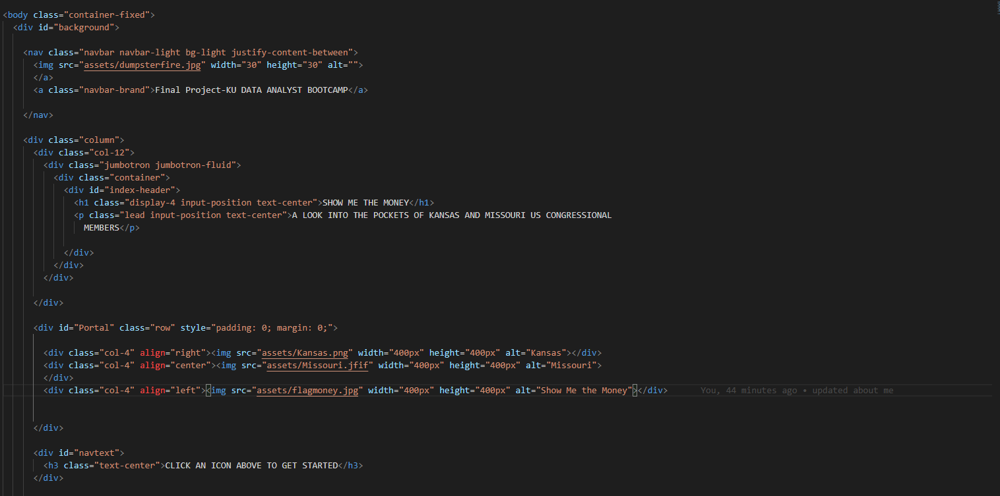 <body class="container-fixed">
<div id="background">
<nav class="navbar navbar-light bg-light justify-content-between">
<img src="assets/dumpsterfire.jpg" width="30" height="30" alt="">
</a>
<a class="navbar-brand">Final Project-KU DATA ANALYST BOOTCAMP</a>
</nav>
<div class="column">
<div class="col-12">
<div class="jumbotron jumbotron-fluid">
<div class="container">
<div id="index-header">
<h1 class="display-4 input-position text-center">SHOW ME THE MONEY</h1>
<p class="lead input-position text-center">A LOOK INTO THE POCKETS OF KANSAS AND MISSOURI US CONGRESSIONAL
MEMBERS</p>
</div>
</div>
</div>
</div>
<div id="Portal" class="row" style="padding: 0; margin: 0;">
<div class="col-4" align="right"><img src="assets/Kansas.png" width="400px" height="400px" alt="Kansas"></div>
<div class="col-4" align="center"><img src="assets/Missouri.jfif" width="400px" height="400px" alt="Missouri">
</div>
<div class="col-4" align="left"><img src="assets/flagmoney.jpg" width="400px" height="400px" alt="Show Me the Money"></div> You, 44 minutes ago • updated about me
</div>
<div id="navtext">
<h3 class="text-center">CLICK AN ICON ABOVE TO GET STARTED</h3>
</div>